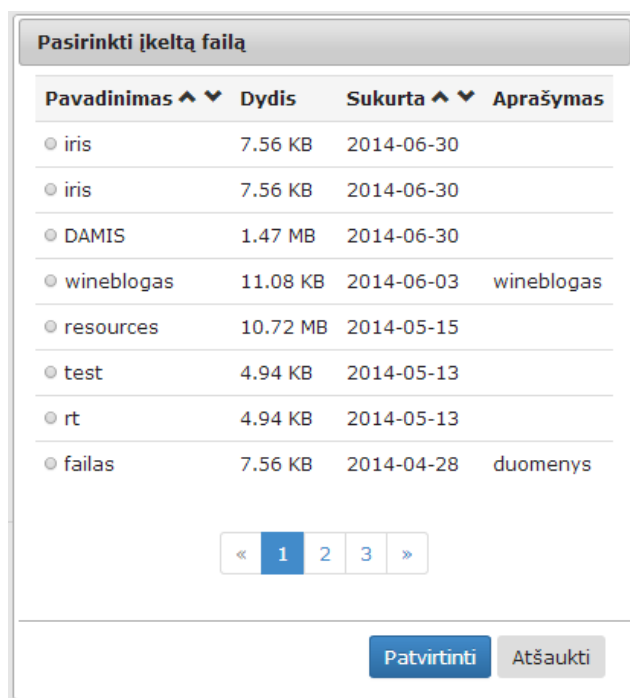 Pasirinkti įkeltą failą
Pavadinimas Dydis Sukurta Aprašymas
iris 7.56 KB 2014-06-30
iris 7.56 KB 2014-06-30
DAMIS 1.47 MB 2014-06-30
wineblogas 11.08 KB 2014-06-03 wineblogas
resources 10.72 MB 2014-05-15
test 4.94 KB 2014-05-13
rt 4.94 KB 2014-05-13
failas 7.56 KB 2014-04-28 duomenys
« 1 2 3 »
Patvirtinti Atšaukti